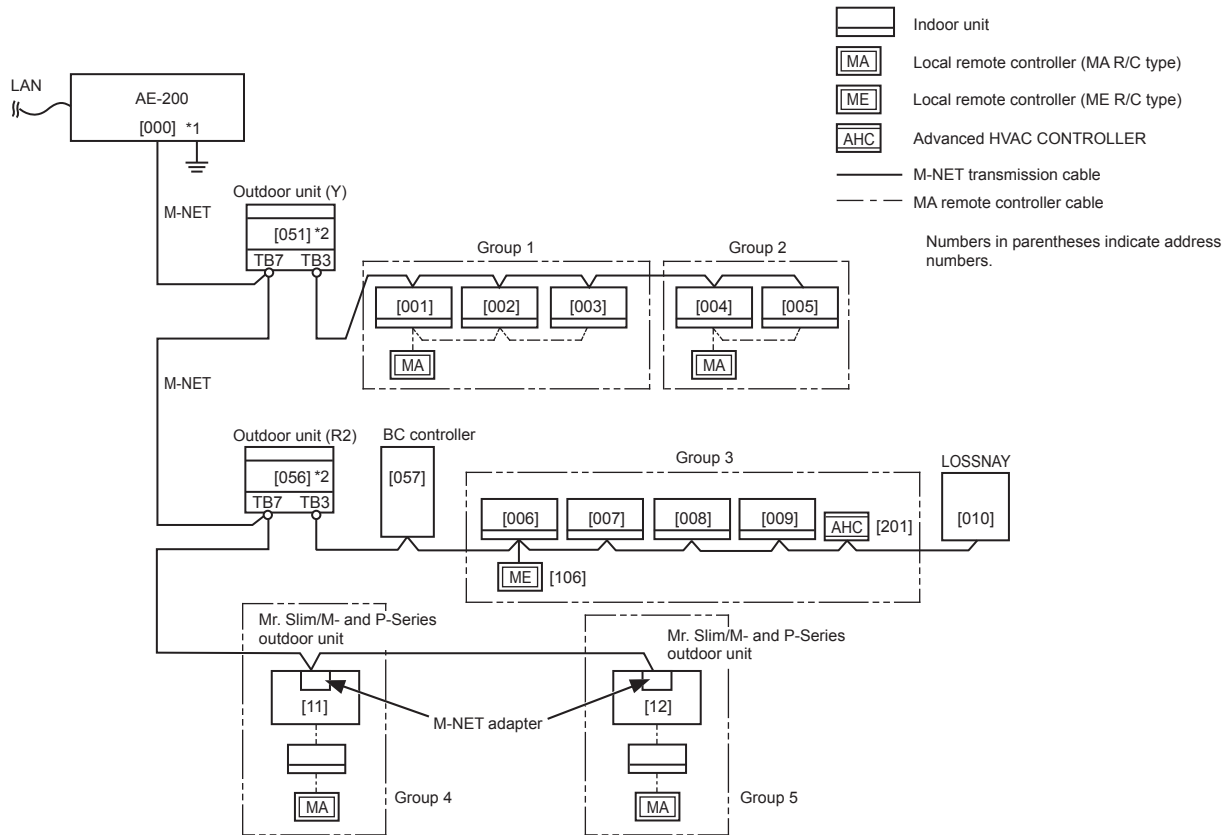 Indoor unit
MA
Local remote controller (MA R/C type)
ME
Local remote controller (ME R/C type)
AHC
Advanced HVAC CONTROLLER
M-NET transmission cable
MA remote controller cable
Numbers in parentheses indicate address
numbers.
LAN
AE-200
[000] *1
M-NET
Outdoor unit (Y)
[051] *2
TB7 TB3
Group 1
[001]
[002]
[003]
MA
Group 2
[004]
[005]
MA
M-NET
Outdoor unit (R2)
[056] *2
TB7 TB3
BC controller
[057]
Group 3
[006]
[007]
[008]
[009]
AHC
[201]
ME
[106]
LOSSNAY
[010]
Mr. Slim/M- and P-Series
outdoor unit
[11]
MA
Group 4
M-NET adapter
Mr. Slim/M- and P-Series
outdoor unit
[12]
MA
Group 5